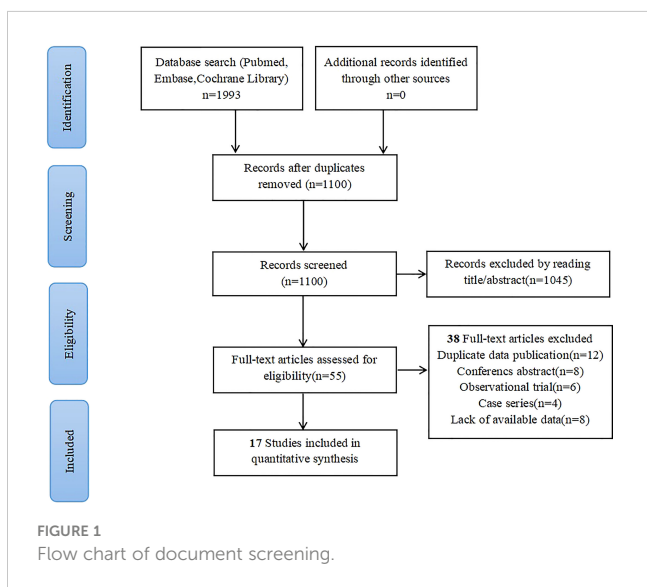 Identification
Database search (Pubmed,
Embase,Cochrane Library)
n=1993
Additional records identified
through other sources
n=0
Screening
Records after duplicates
removed (n=1100)
Records screened
(n=1100)
Records excluded by reading
title/abstract(n=1045)
Eligibility
Full-text articles assessed for
eligibility(n=55)
38 Full-text articles excluded
Duplicate data publication(n=12)
Conferencs abstract(n=8)
Observational trial(n=6)
Case series(n=4)
Lack of available data(n=8)
Included
17 Studies included in
quantitative synthesis
FIGURE 1
Flow chart of document screening.